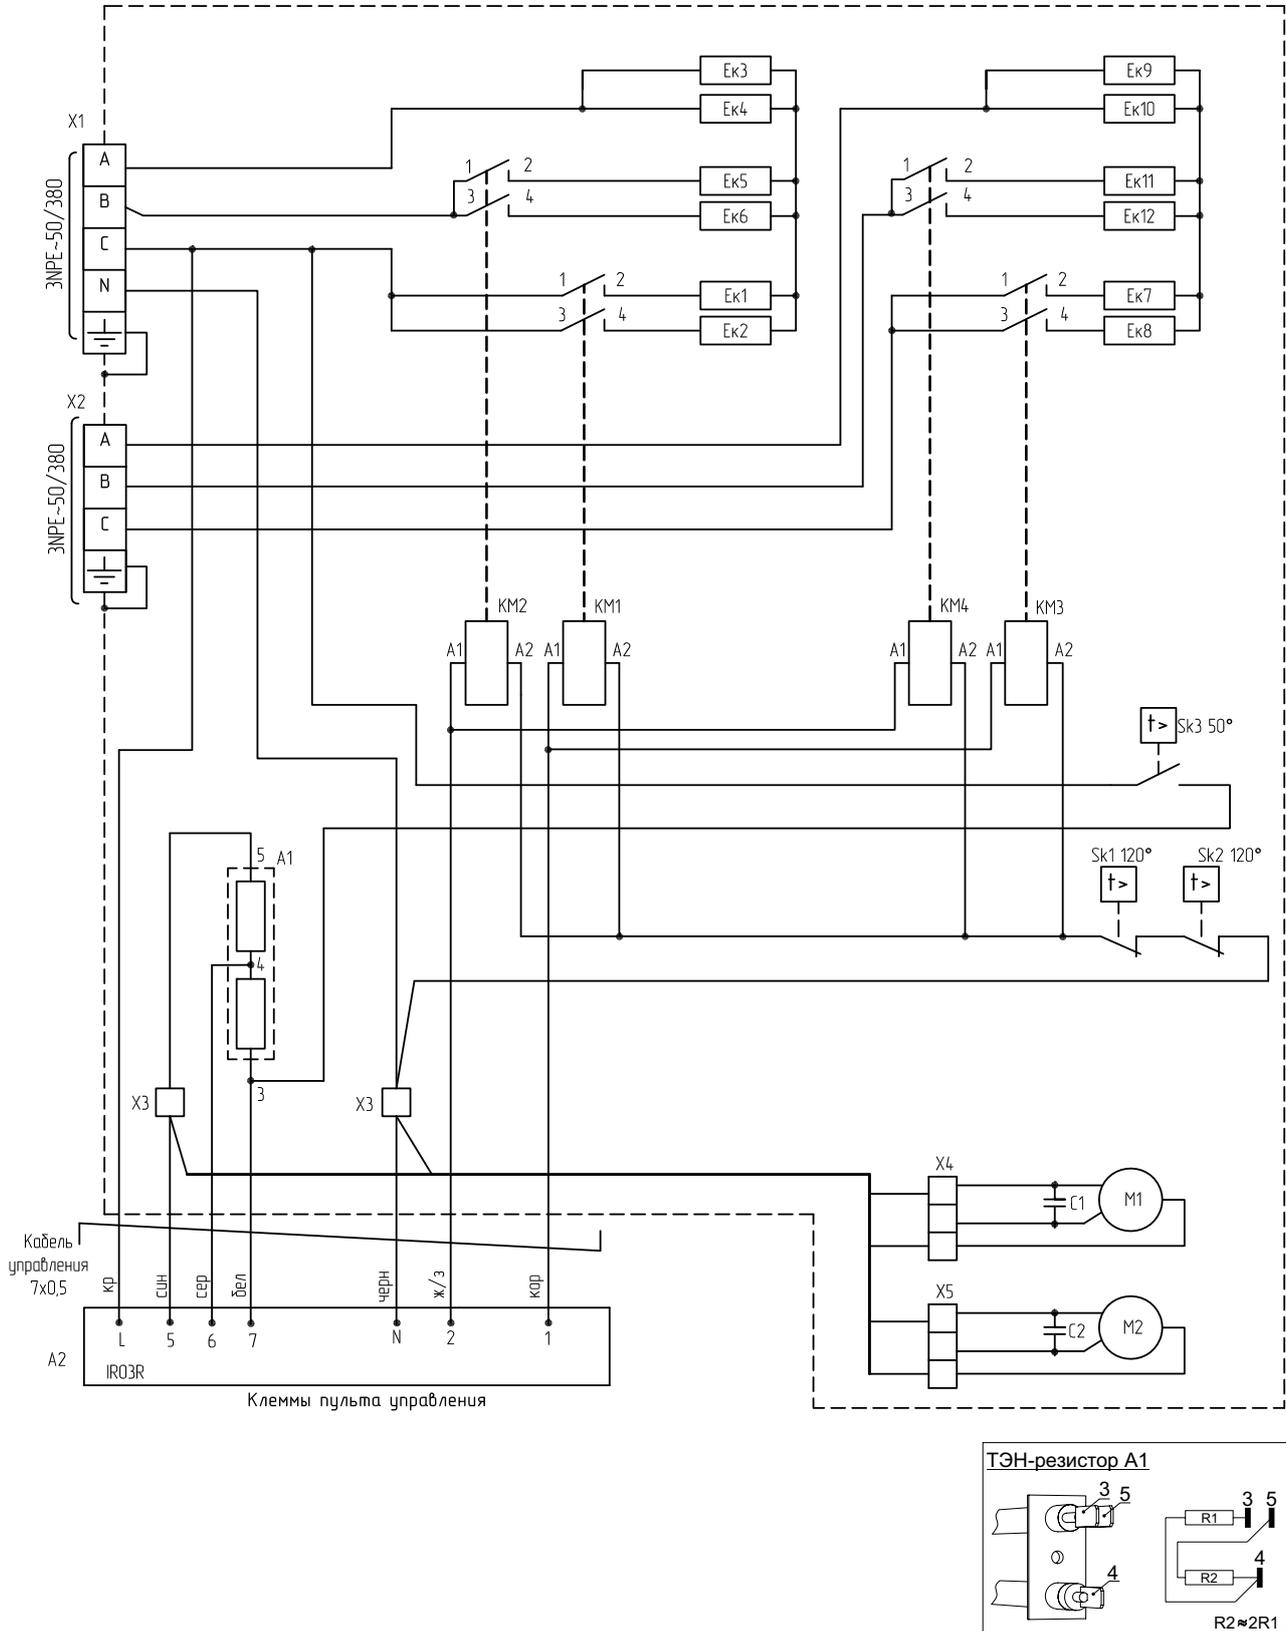 Ек3
Ек9
Ек4
Ек10
X1
A
1
2
1
2
Ек5
Ек11
3NPE~50/380
B
3
4
3
4
Ек6
Ек12
C
N
1
2
1
2
Ек1
Ек7
3
4
3
4
Ек2
Ек8
X2
A
3NPE~50/380
B
C
KM2
KM1
KM4
KM3
A1
A2
A1
A2
A1
A2
A1
A2
t>
Sk3 50°
5
A1
Sk1 120°
Sk2 120°
t>
t>
4
3
X3
X3
X4
C1
M1
Кабель
управления
7х0,5
кр
син
сер
бел
черн
ж/з
кор
X5
C2
M2
L
5
6
7
N
2
1
A2
IR03R
Клеммы пульта управления
ТЭН-резистор А1
3
5
4
3
5
R1
4
R2
R2≈2R1